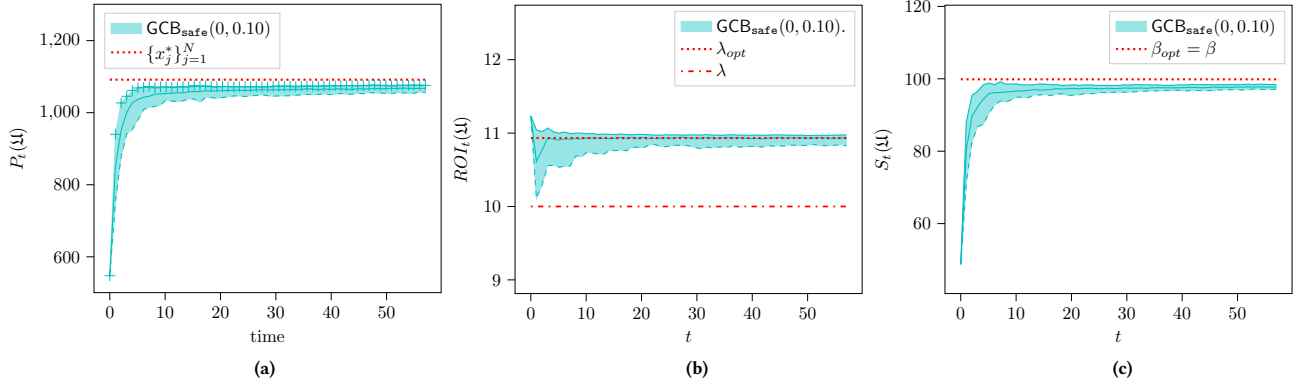 GCB_safe(0, 0.10)
{x_j^*}_{j=1}^N
1,200
1,000
800
600
P_t(𝔘)
0 10 20 30 40 50
time
(a)
GCB_safe(0, 0.10).
λ_opt
λ
12
11
10
9
ROI_t(𝔘)
0 10 20 30 40 50
t
(b)
GCB_safe(0, 0.10)
β_opt = β
120
100
80
60
S_t(𝔘)
0 10 20 30 40 50
t
(c)